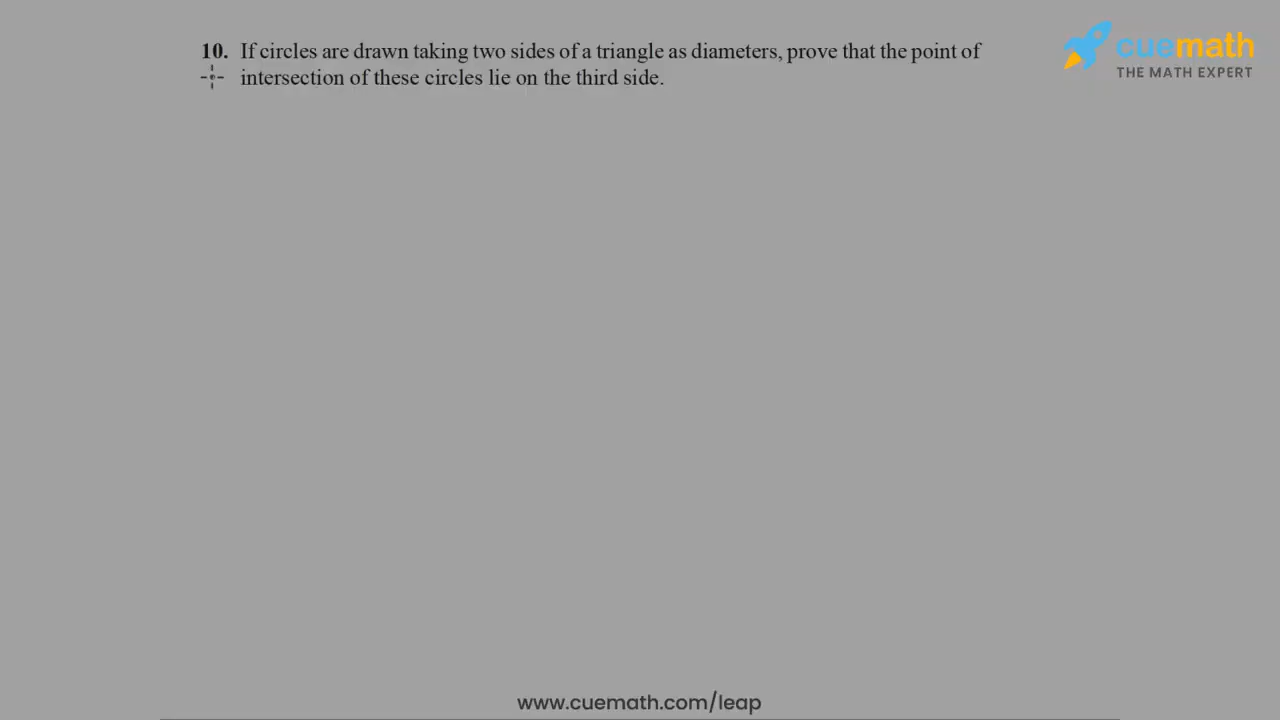 10. If circles are drawn taking two sides of a triangle as diameters, prove that the point of
intersection of these circles lie on the third side.
cuemath
THE MATH EXPERT
www.cuemath.com/leap